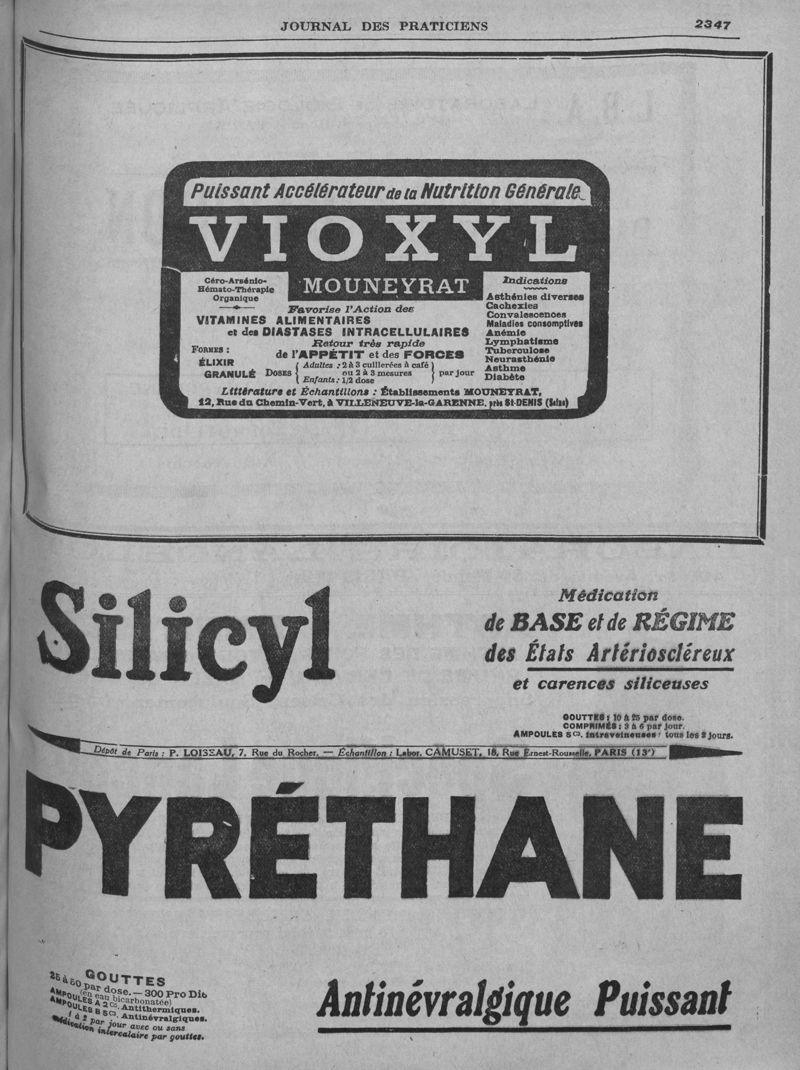 JOURNAL DES PRATICIENS 2347
Puissant Accélérateur de la Nutrition Générale
VIOXYL
MOUNEYRAT
Céro-Arsénio-
Hémato-Thérapie
Organique
Favorise l'Action des
VITAMINES ALIMENTAIRES
et des DIASTASES INTRACELLULAIRES
Retour très rapide
de l'APPÉTIT et des FORCES
FORMES :
ÉLIXIR
GRANULÉ
DOSES
Adultes : 2 à 3 cuillerées à café
ou 2 à 3 mesures
Enfants : 1/2 dose
par jour
Indications
Asthénies diverses
Cachexies
Convalescences
Maladies consomptives
Anémie
Lymphatisme
Tuberculose
Neurasthénie
Asthme
Diabète
Littérature et Échantillons : Établissements MOUNEYRAT,
12, Rue du Chemin-Vert, à VILLENEUVE-la-GARENNE, près St-DENIS (Seine)
Silicyl
Médication
de BASE et de RÉGIME
des États Artérioscléreux
et carences siliceuses
GOUTTES : 10 à 25 par dose.
COMPRIMÉS : 3 à 6 par jour.
AMPOULES 5 cc. intraveineuses : tous les 2 jours.
Dépôt de Paris : P. LOISEAU, 7, Rue du Rocher. — Échantillon : Labor. CAMUSET, 18, Rue Ernest-Rousselle, PARIS (13e)
PYRÉTHANE
GOUTTES
25 à 50 par dose. — 300 Pro Die
(en eau bicarbonatée)
AMPOULES A 2 cc. Antithermiques.
AMPOULES B 5 cc. Antinévralgiques.
1 à 2 par jour avec ou sans
médication intercalaire par gouttes.
Antinévralgique Puissant